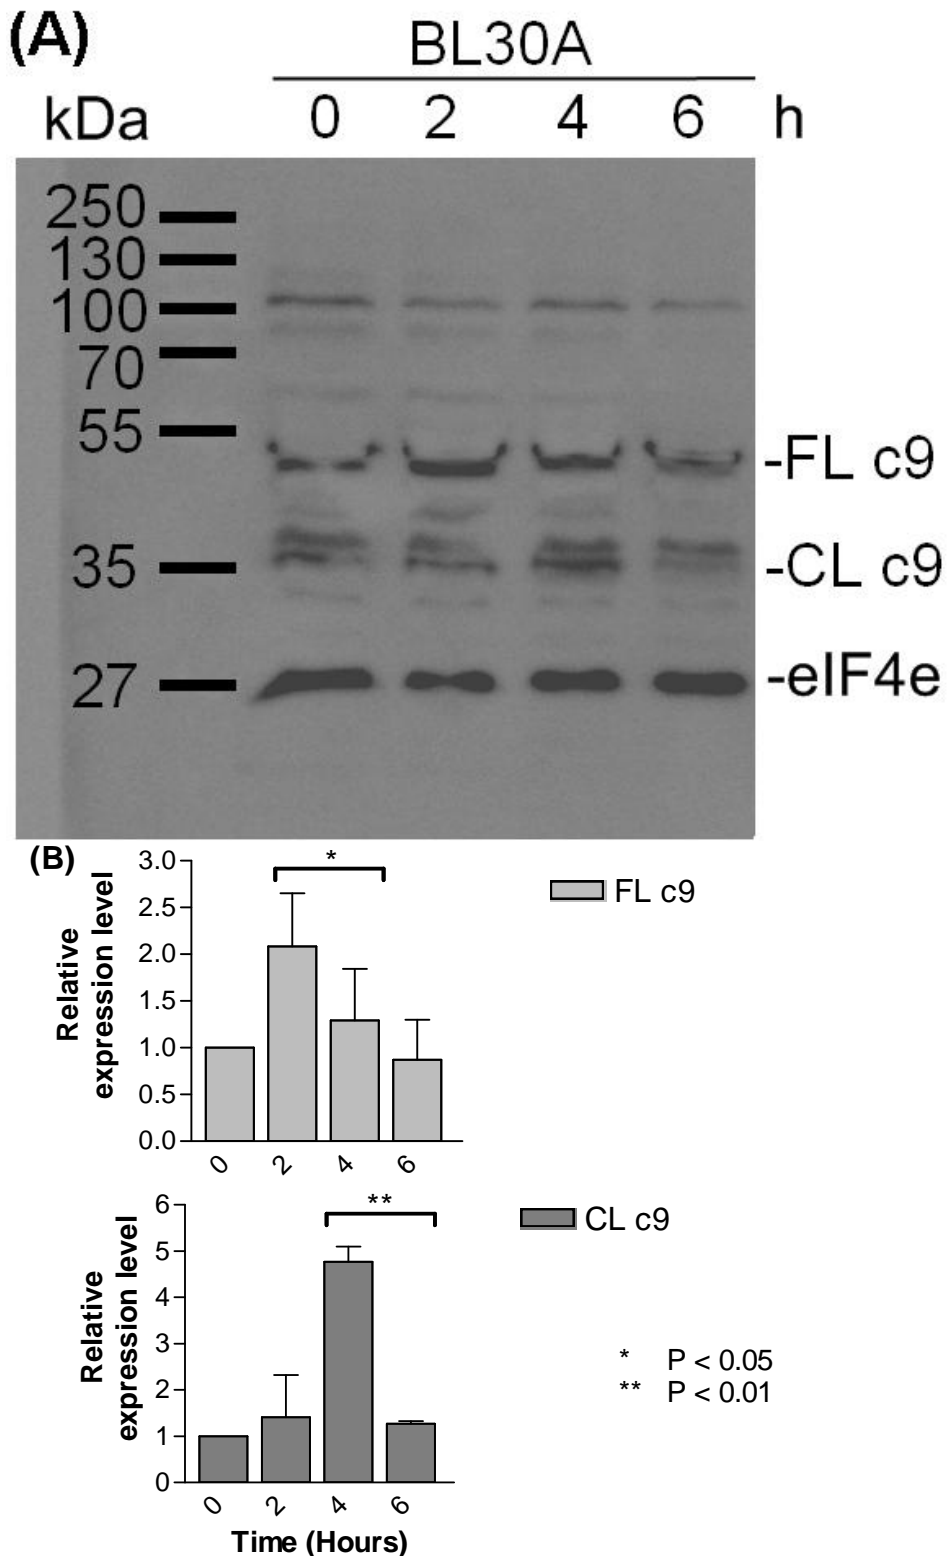 (A)
BL30A
kDa 0 2 4 6 h
250
130
100
70
55
-FL c9
35
-CL c9
27
-eIF4e
(B)
Relative
expression level
3.0
2.5
2.0
1.5
1.0
0.5
0.0
*
FL c9
0 2 4 6
Relative
expression level
6
5
4
3
2
1
0
**
CL c9
* P < 0.05
** P < 0.01
0 2 4 6
Time (Hours)